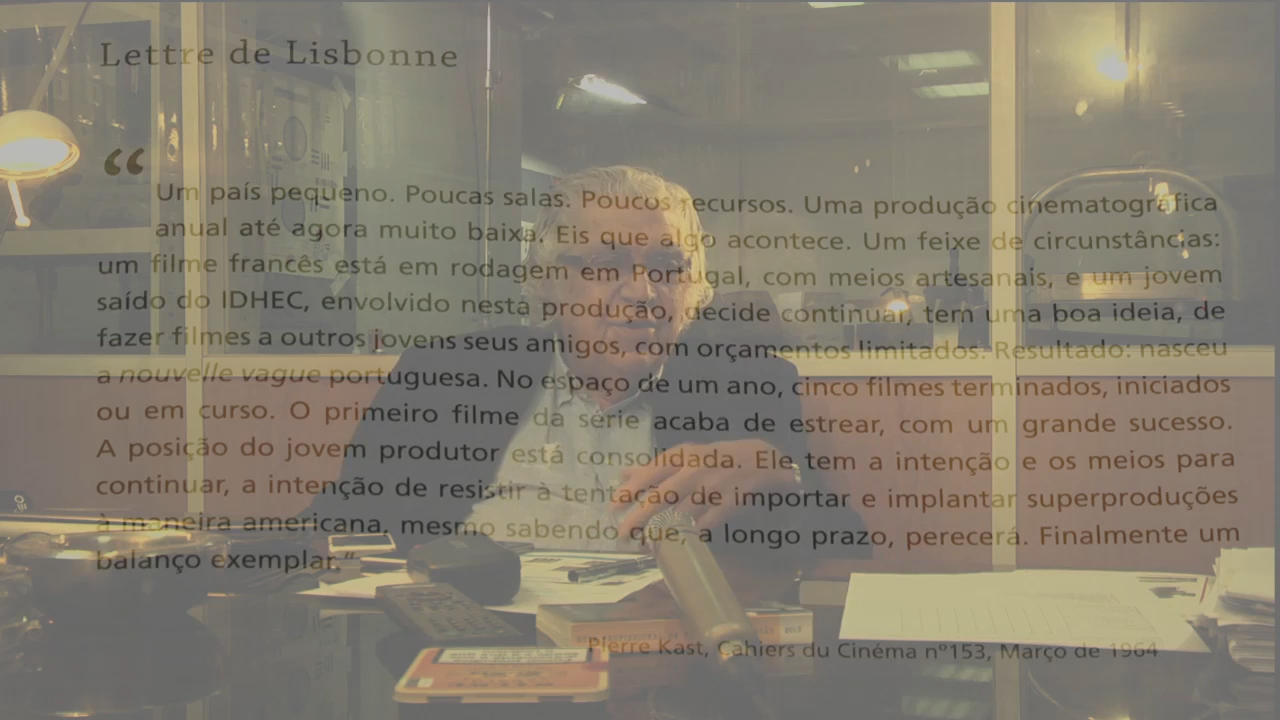 Lettre de Lisbonne
“
Um país pequeno. Poucas salas. Poucos recursos. Uma produção cinematográfica
anual até agora muito baixa. Eis que algo acontece. Um feixe de circunstâncias:
um filme francês está em rodagem em Portugal, com meios artesanais, e um jovem
saído do IDHEC, envolvido nesta produção, decide continuar, tem uma boa ideia, de
fazer filmes a outros jovens seus amigos, com orçamentos limitados. Resultado: nasceu
a nouvelle vague portuguesa. No espaço de um ano, cinco filmes terminados, iniciados
ou em curso. O primeiro filme da série acaba de estrear, com um grande sucesso.
A posição do jovem produtor está consolidada. Ele tem a intenção e os meios para
continuar, a intenção de resistir à tentação de importar e implantar superproduções
à maneira americana, mesmo sabendo que, a longo prazo, perecerá. Finalmente um
balanço exemplar.“
Pierre Kast, Cahiers du Cinéma nº153, Março de 1964